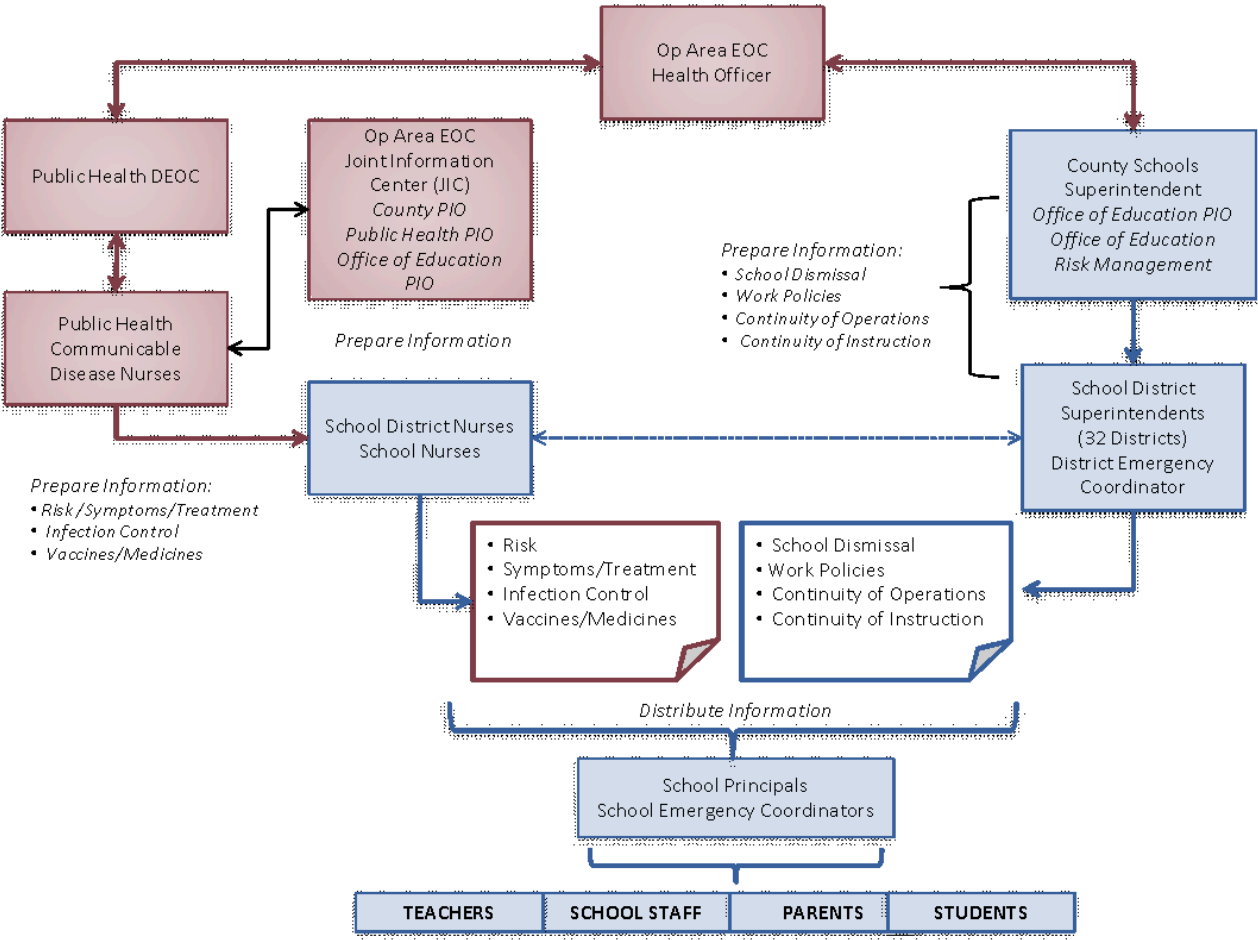 Op Area EOC
Health Officer
Public Health DEOC
Op Area EOC
Joint Information
Center (JIC)
County PIO
Public Health PIO
Office of Education
PIO
County Schools
Superintendent
Office of Education PIO
Office of Education
Risk Management
Prepare Information:
• School Dismissal
• Work Policies
• Continuity of Operations
• Continuity of Instruction
Public Health
Communicable
Disease Nurses
Prepare Information
School District Nurses
School Nurses
School District
Superintendents
(32 Districts)
District Emergency
Coordinator
Prepare Information:
• Risk/Symptoms/Treatment
• Infection Control
• Vaccines/Medicines
• Risk
• Symptoms/Treatment
• Infection Control
• Vaccines/Medicines
• School Dismissal
• Work Policies
• Continuity of Operations
• Continuity of Instruction
Distribute Information
School Principals
School Emergency Coordinators
TEACHERS
SCHOOL STAFF
PARENTS
STUDENTS